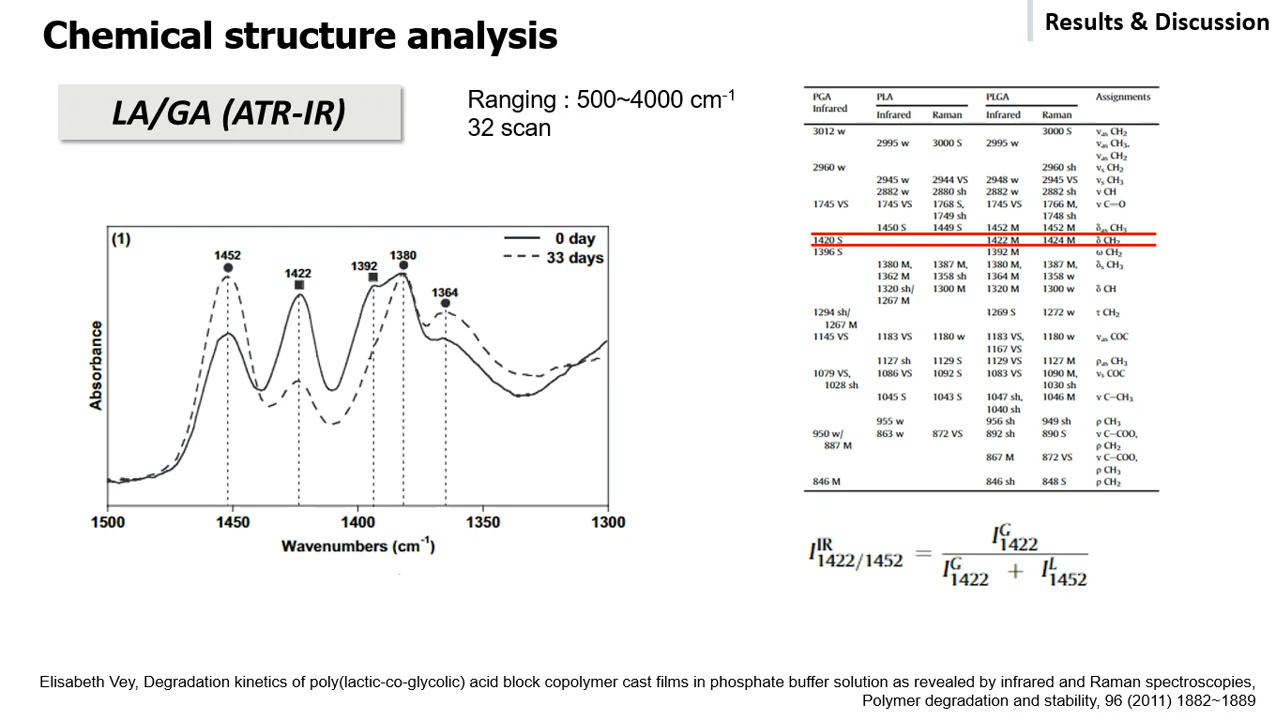 Results & Discussion
Chemical structure analysis
LA/GA (ATR-IR)
Ranging : 500~4000 cm-1
32 scan
(1)
0 day
33 days
1452
1422
1392
1380
1364
Absorbance
1500 1450 1400 1350 1300
Wavenumbers (cm-1)
PGA PLA PLGA Assignments
Infrared
Infrared Raman Infrared Raman
3012 w 3000 S νas CH2
2995 w 3000 S 2995 w νas CH3,
νas CH2
2960 w 2960 sh νs CH2
2945 w 2944 VS 2948 w 2945 VS νs CH3
2882 w 2880 sh 2882 w 2882 sh ν CH
1745 VS 1745 VS 1768 S, 1745 VS 1766 M, ν C=O
1749 sh 1748 sh
1450 S 1449 S 1452 M 1452 M δas CH3
1420 S 1422 M 1424 M δ CH2
1396 S 1392 M ω CH2
1380 M, 1387 M, 1380 M, 1387 M, δs CH3
1362 M 1358 sh 1364 M 1358 w
1320 sh/ 1300 M 1320 M 1300 w δ CH
1267 M
1294 sh/ 1269 S 1272 w τ CH2
1267 M
1145 VS 1183 VS 1180 w 1183 VS, 1180 w νas COC
1167 VS
1127 sh 1129 S 1129 VS 1127 M ρas CH3
1079 VS, 1086 VS 1092 S 1083 VS 1090 M, νs COC
1028 sh 1030 sh
1045 S 1043 S 1047 sh, 1046 M ν C–CH3
1040 sh
955 w 956 sh 949 sh ρ CH3
950 w/ 863 w 872 VS 892 sh 890 S ν C–COO,
887 M ρ CH2
867 M 872 VS ν C–COO,
ρ CH3
846 M 846 sh 848 S ρ CH2
I^IR_1422/1452 = I^G_1422 / (I^G_1422 + I^L_1452)
Elisabeth Vey, Degradation kinetics of poly(lactic-co-glycolic) acid block copolymer cast films in phosphate buffer solution as revealed by infrared and Raman spectroscopies,
Polymer degradation and stability, 96 (2011) 1882~1889